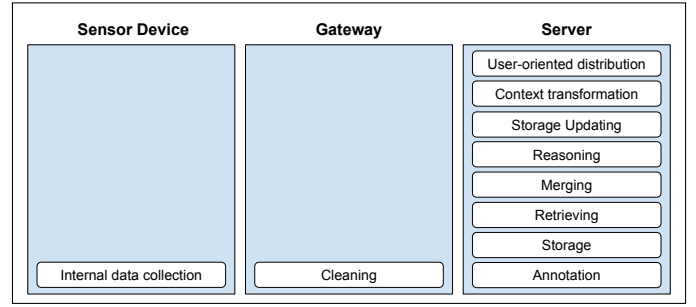 Sensor Device
Gateway
Server
User-oriented distribution
Context transformation
Storage Updating
Reasoning
Merging
Retrieving
Storage
Internal data collection
Cleaning
Annotation